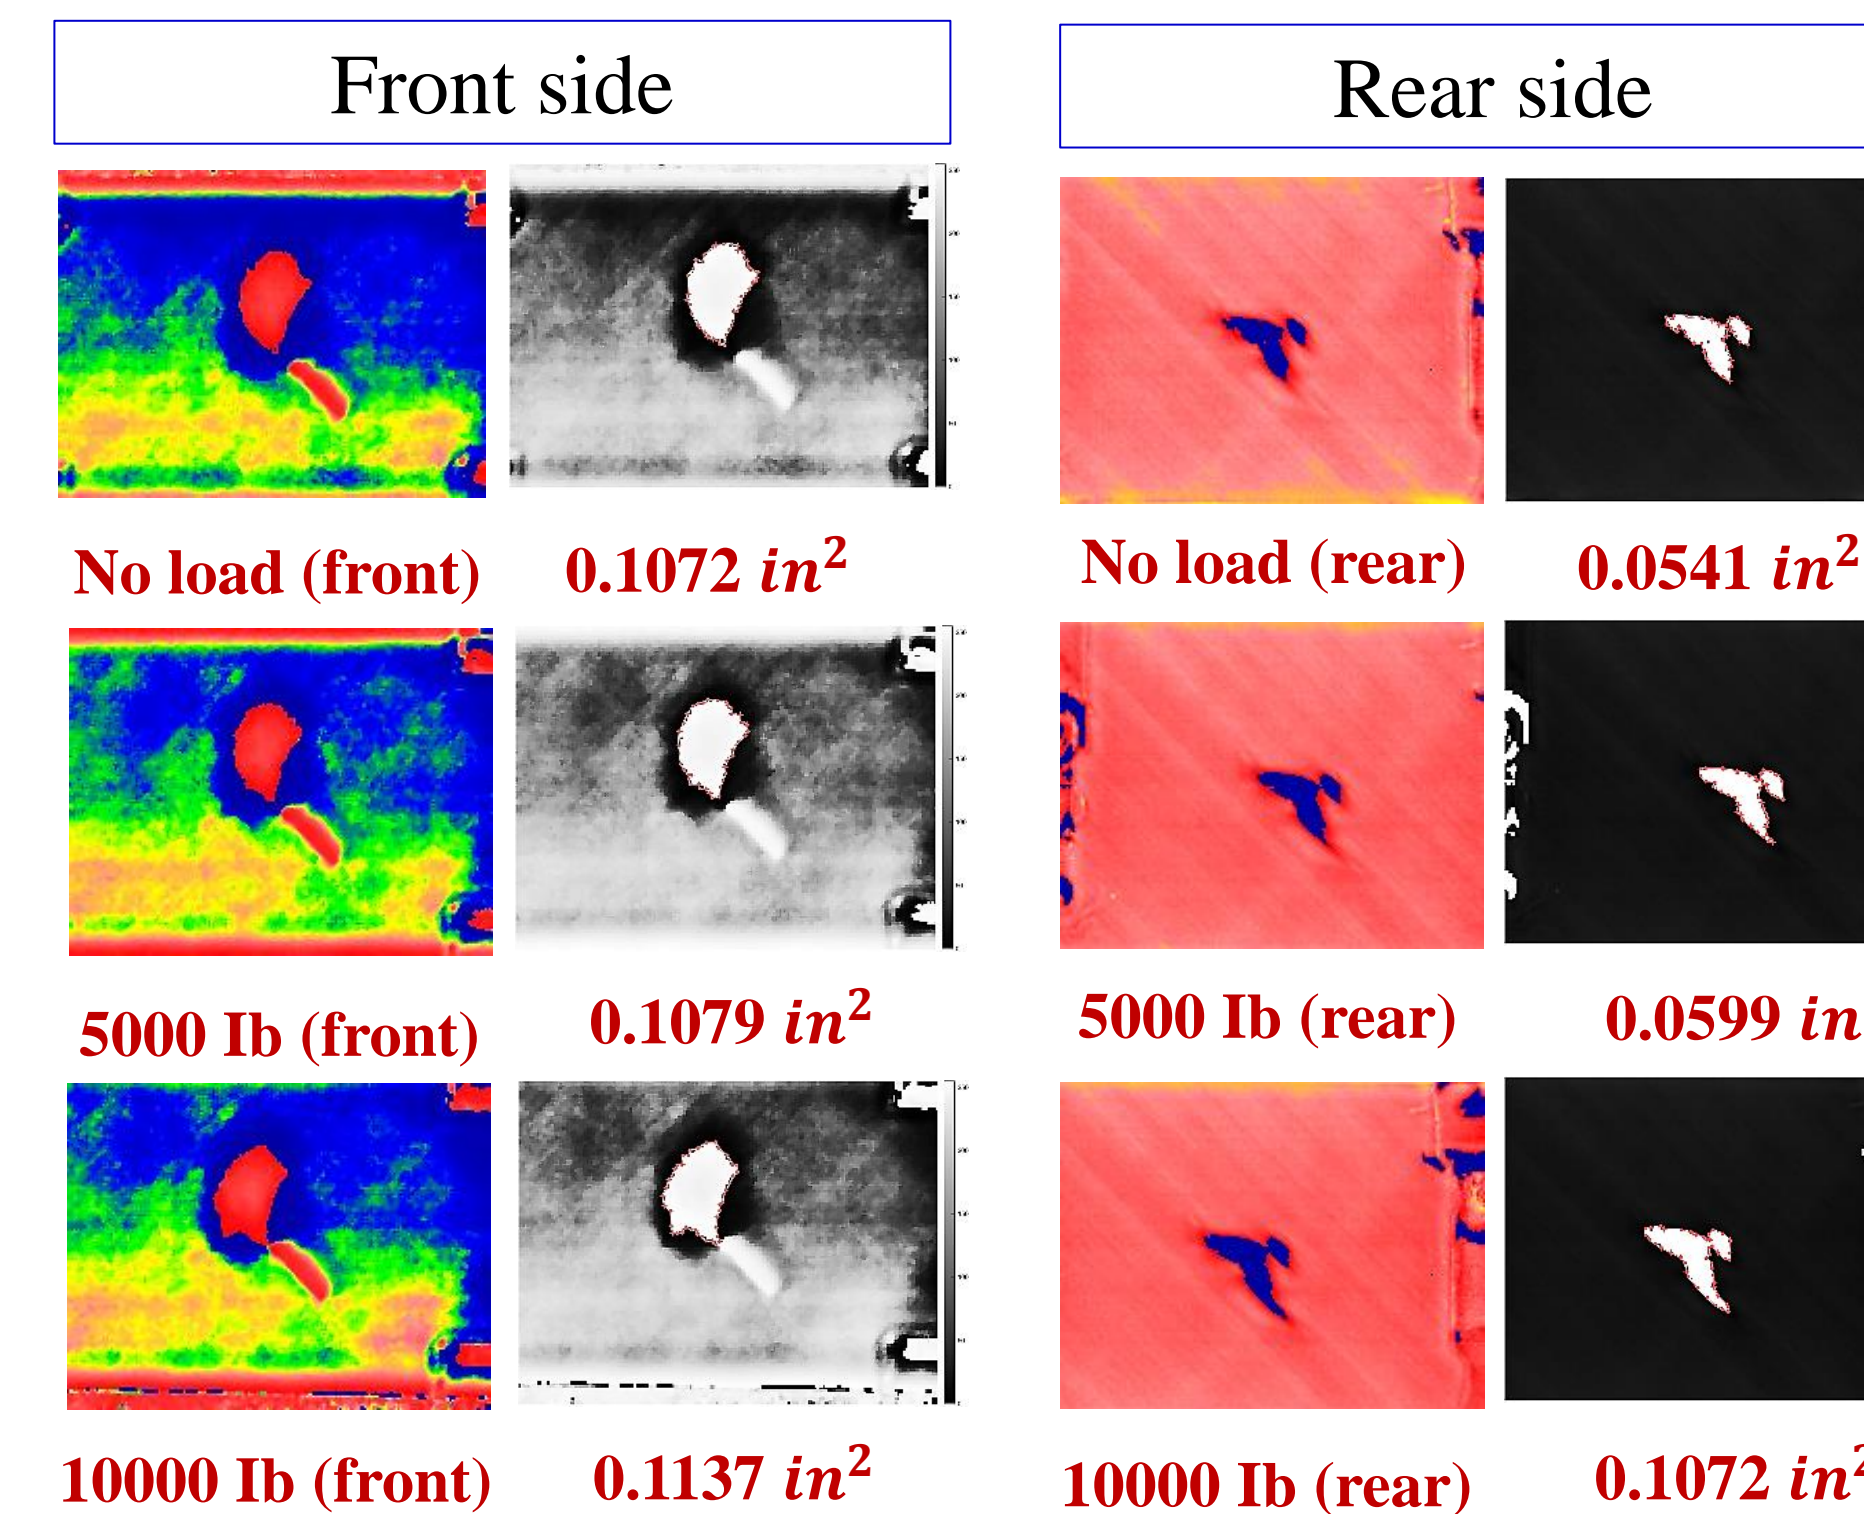 Front side
Rear side
No load (front)
0.1072 in²
No load (rear)
0.0541 in²
5000 Ib (front)
0.1079 in²
5000 Ib (rear)
0.0599 in
10000 Ib (front)
0.1137 in²
10000 Ib (rear)
0.1072 in²